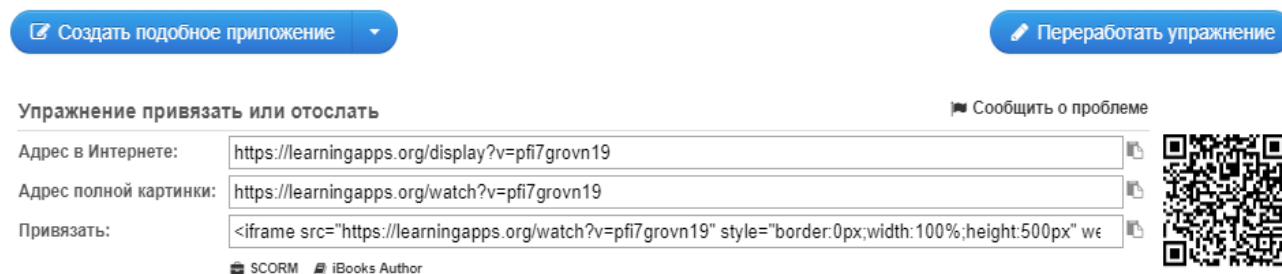 Создать подобное приложение
Переработать упражнение
Упражнение привязать или отослать
Сообщить о проблеме
Адрес в Интернете: https://learningapps.org/display?v=pfi7grovn19
Адрес полной картинки: https://learningapps.org/watch?v=pfi7grovn19
Привязать: <iframe src="https://learningapps.org/watch?v=pfi7grovn19" style="border:0px;width:100%;height:500px" we
SCORM iBooks Author